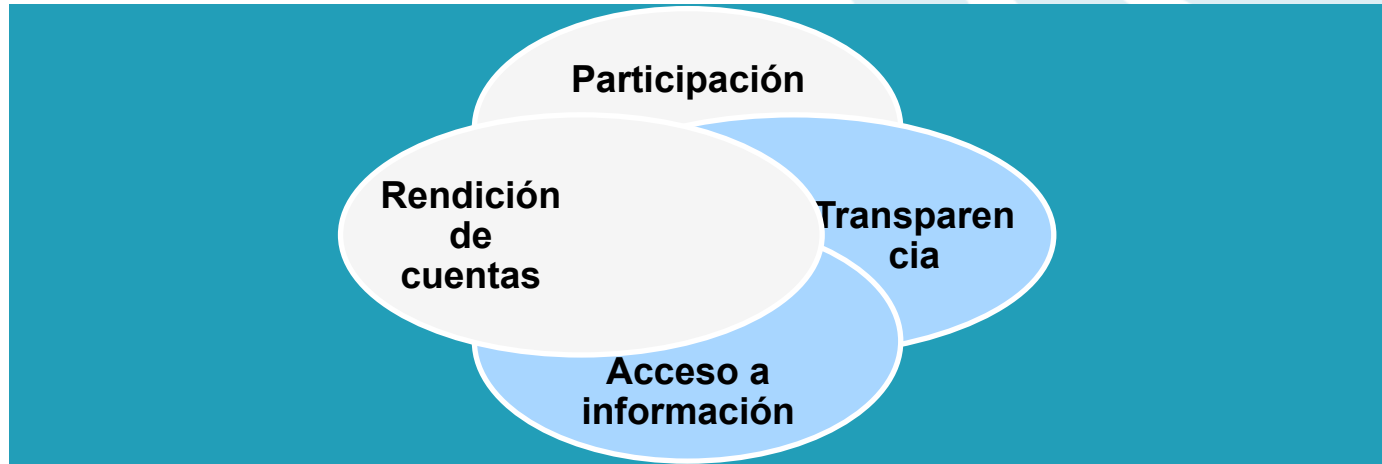 Participación
Rendición
de
cuentas
Transparen
cia
Acceso a
información